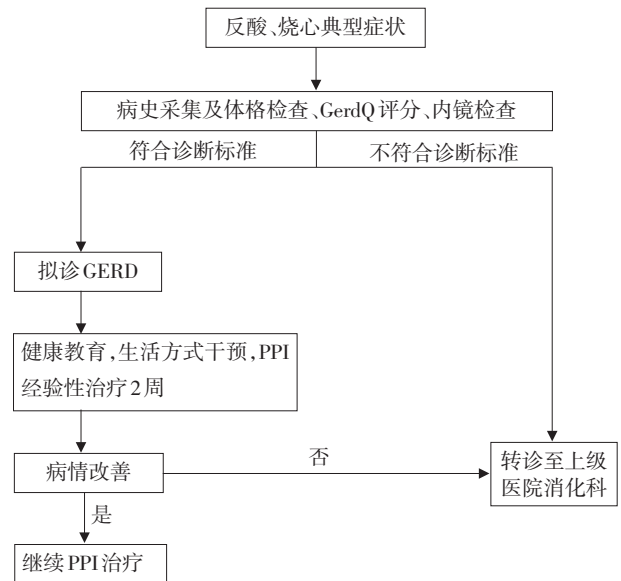 反酸、烧心典型症状
病史采集及体格检查、GerdQ评分、内镜检查
符合诊断标准
不符合诊断标准
拟诊GERD
健康教育,生活方式干预,PPI
经验性治疗2周
病情改善
否
转诊至上级
医院消化科
是
继续PPI治疗